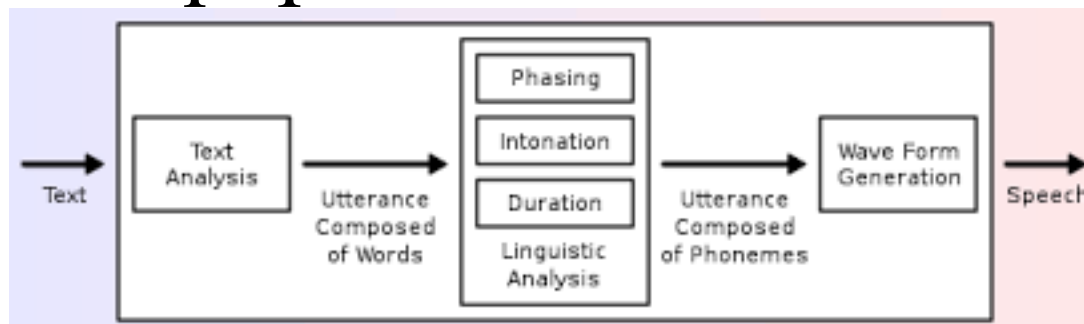 Text
Text
Analysis
Utterance
Composed
of Words
Phasing
Intonation
Duration
Linguistic
Analysis
Utterance
Composed
of Phonemes
Wave Form
Generation
Speech